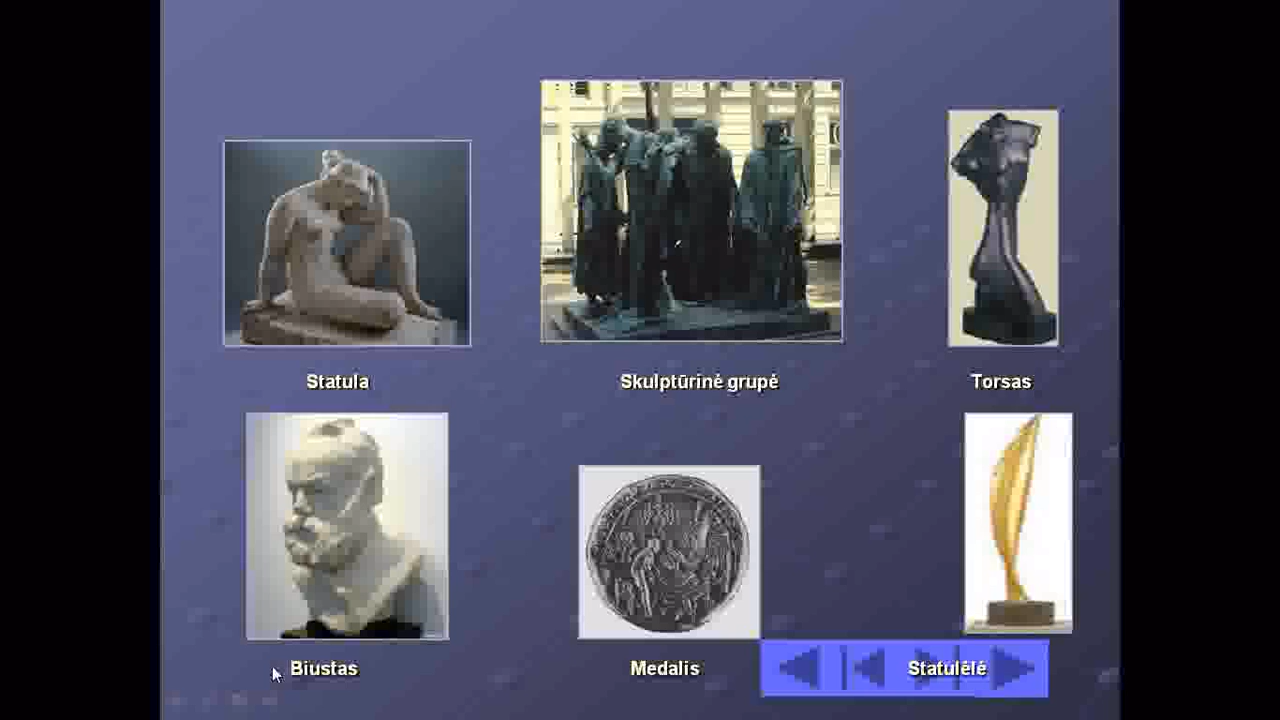 Statula
Skulptūrinė grupė
Torsas
Biustas
Medalis
Statulėlė